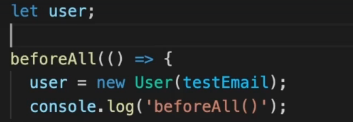 let user;
beforeAll(() => {
user = new User(testEmail);
console.log('beforeAll()');